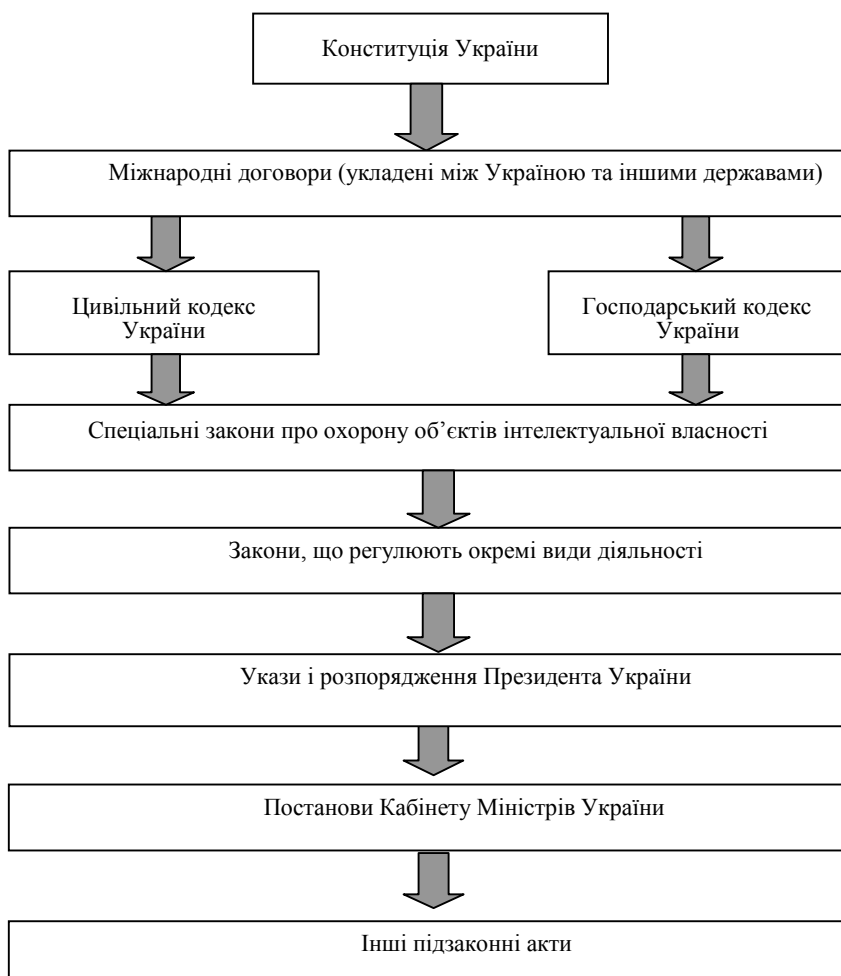 Конституція України
Міжнародні договори (укладені між Україною та іншими державами)
Цивільний кодекс
України
Господарський кодекс
України
Спеціальні закони про охорону об’єктів інтелектуальної власності
Закони, що регулюють окремі види діяльності
Укази і розпорядження Президента України
Постанови Кабінету Міністрів України
Інші підзаконні акти